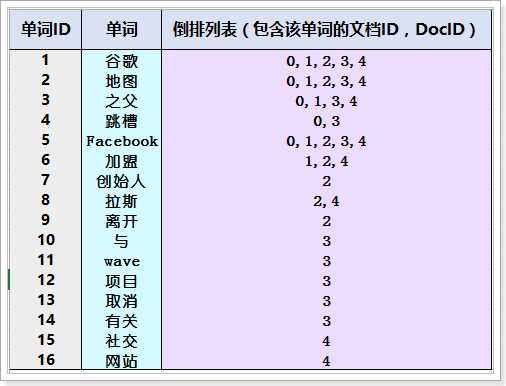 单词ID 单词 倒排列表（包含该单词的文档ID，DocID）
1 谷歌 0,1,2,3,4
2 地图 0,1,2,3,4
3 之父 0,1,3,4
4 跳槽 0,3
5 Facebook 0,1,2,3,4
6 加盟 1,2,4
7 创始人 2
8 拉斯 2,4
9 离开 2
10 与 3
11 wave 3
12 项目 3
13 取消 3
14 有关 3
15 社交 4
16 网站 4